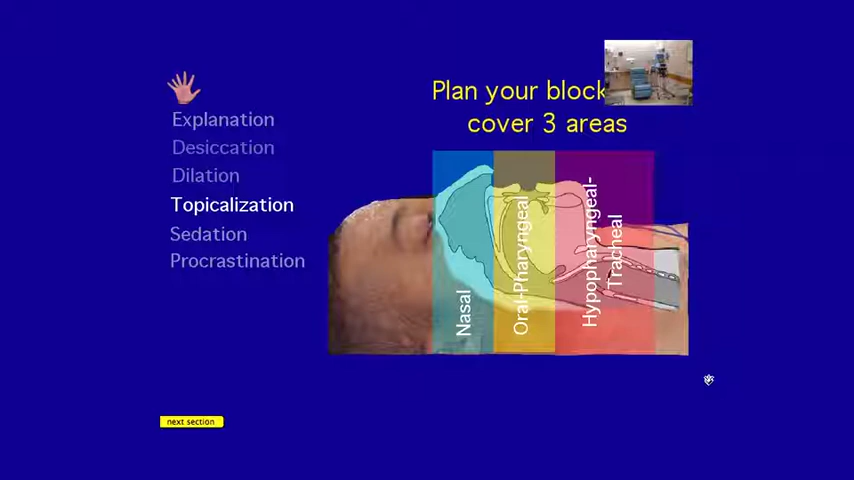 Plan your block
cover 3 areas
Explanation
Desiccation
Dilation
Topicalization
Sedation
Procrastination
Nasal
Oral-Pharyngeal
Hypopharyngeal-
Tracheal
next section